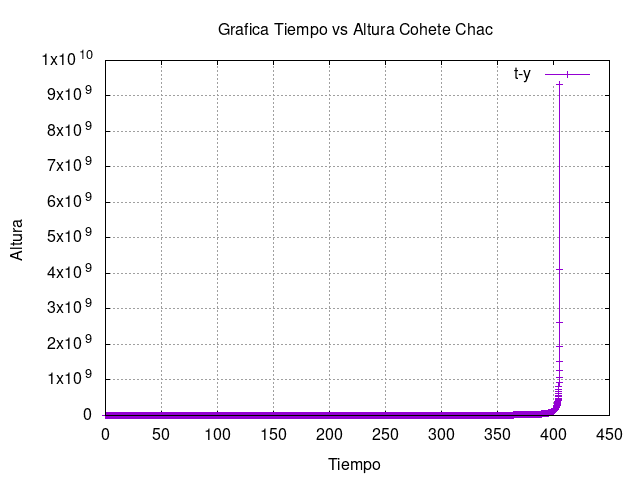 Grafica Tiempo vs Altura Cohete Chac
t-y
1x10^10
9x10^9
8x10^9
7x10^9
6x10^9
5x10^9
4x10^9
3x10^9
2x10^9
1x10^9
0
0 50 100 150 200 250 300 350 400 450
Altura
Tiempo